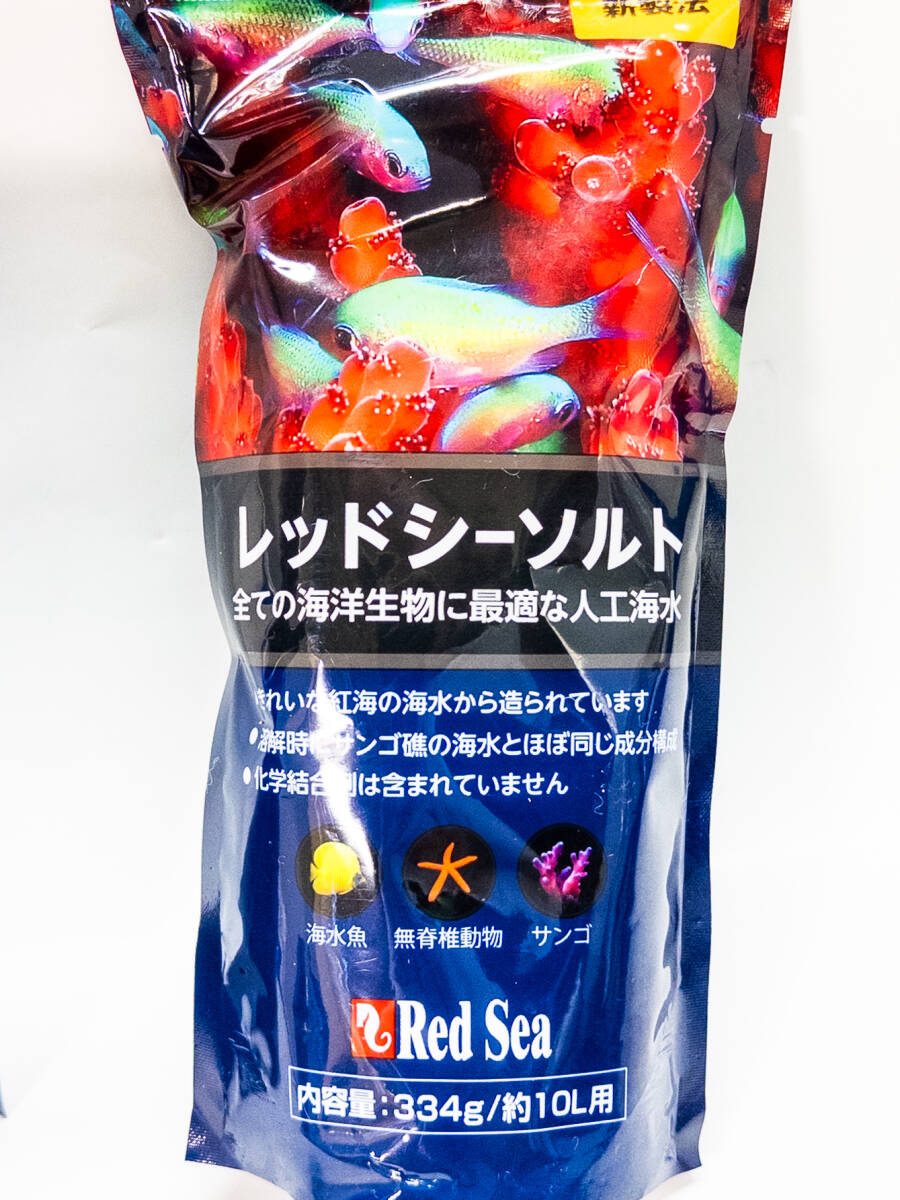 新製法
レッドシーソルト
全ての海洋生物に最適な人工海水
きれいな紅海の海水から造られています
●溶解時にサンゴ礁の海水とほぼ同じ成分構成
●化学結合剤は含まれていません
海水魚 無脊椎動物 サンゴ
Red Sea
内容量:334g/約10L用